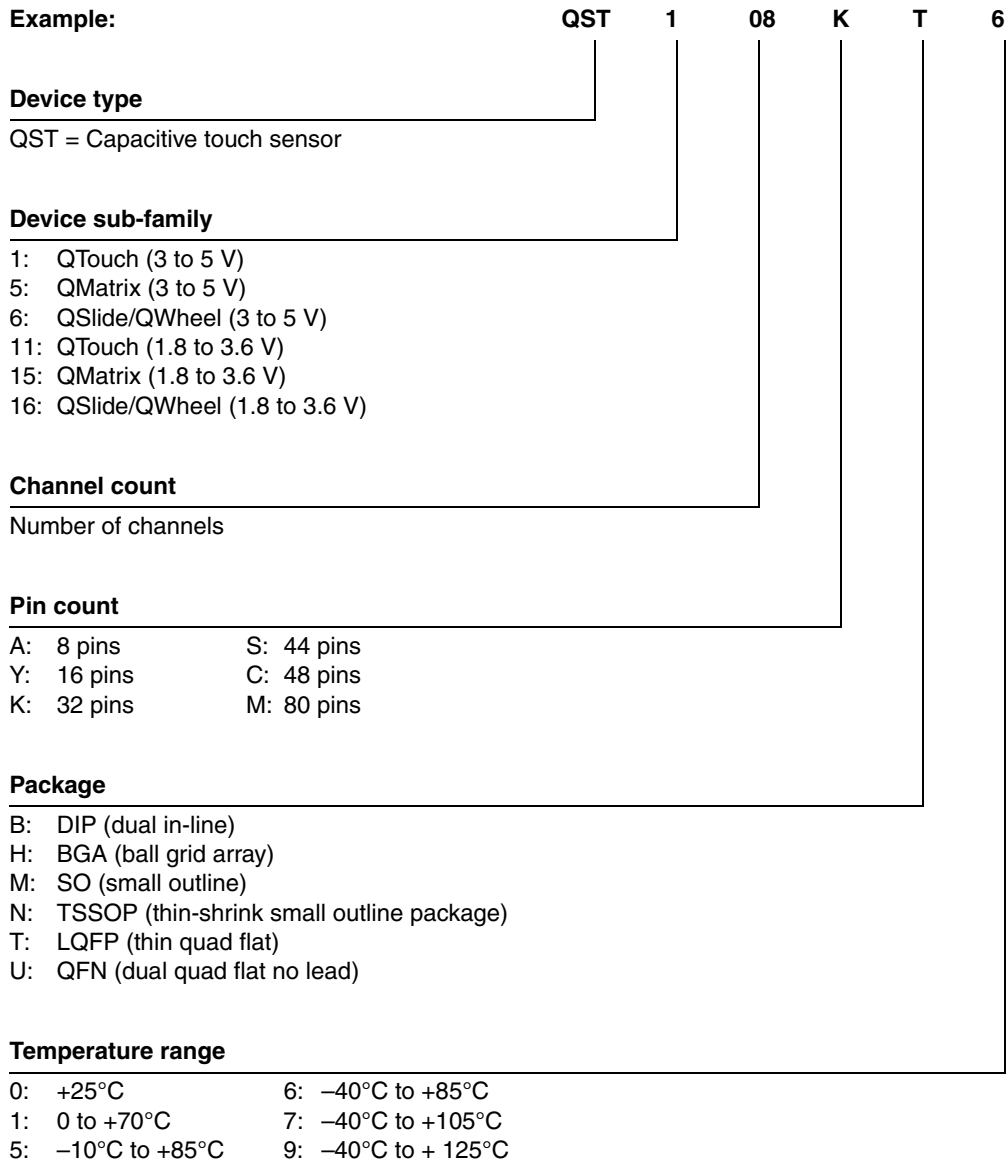 Example: QST 1 08 K T 6
Device type
QST = Capacitive touch sensor
Device sub-family
1: QTouch (3 to 5 V)
5: QMatrix (3 to 5 V)
6: QSlide/QWheel (3 to 5 V)
11: QTouch (1.8 to 3.6 V)
15: QMatrix (1.8 to 3.6 V)
16: QSlide/QWheel (1.8 to 3.6 V)
Channel count
Number of channels
Pin count
A: 8 pins S: 44 pins
Y: 16 pins C: 48 pins
K: 32 pins M: 80 pins
Package
B: DIP (dual in-line)
H: BGA (ball grid array)
M: SO (small outline)
N: TSSOP (thin-shrink small outline package)
T: LQFP (thin quad flat)
U: QFN (dual quad flat no lead)
Temperature range
0: +25°C 6: –40°C to +85°C
1: 0 to +70°C 7: –40°C to +105°C
5: –10°C to +85°C 9: –40°C to + 125°C